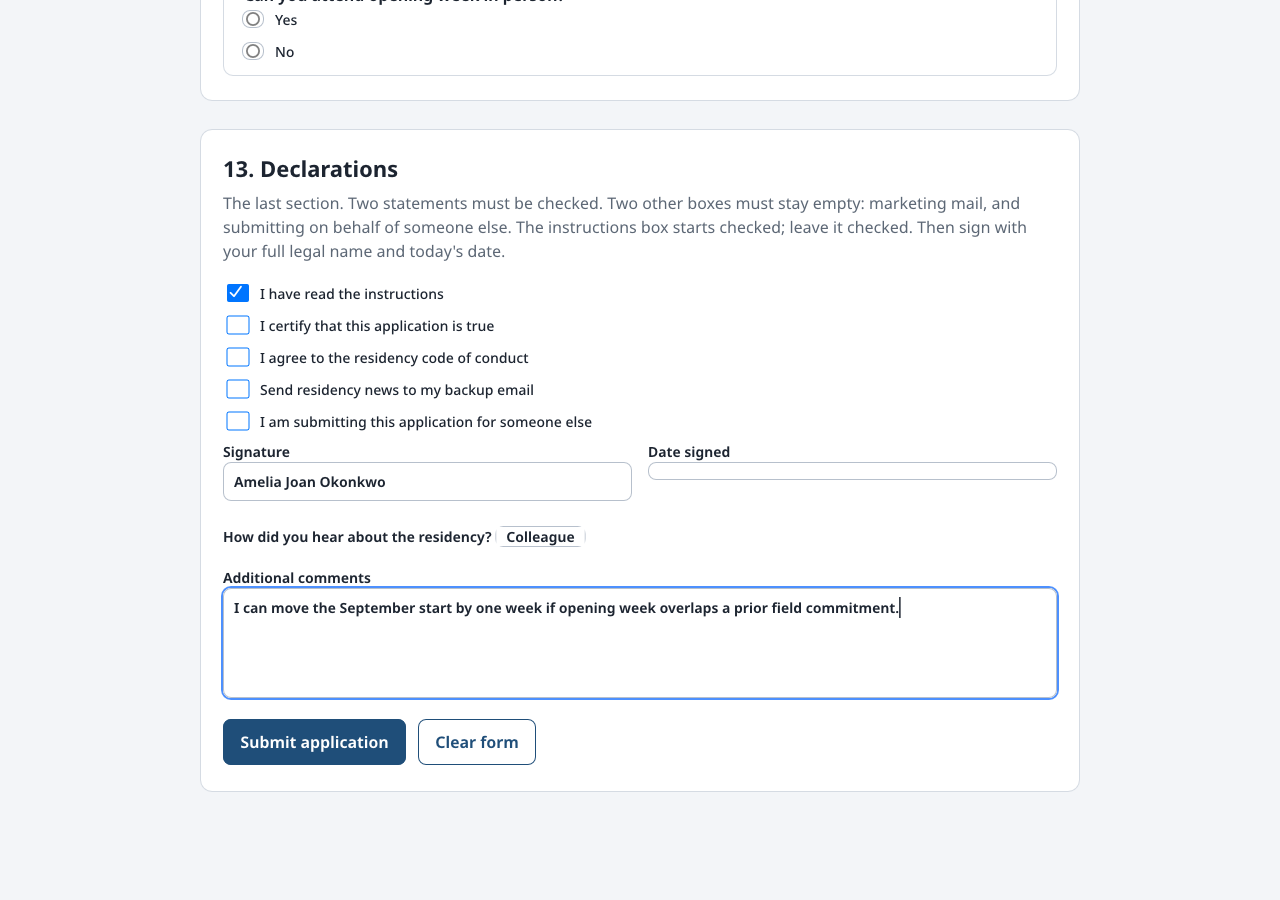 Yes
No
13. Declarations
The last section. Two statements must be checked. Two other boxes must stay empty: marketing mail, and
submitting on behalf of someone else. The instructions box starts checked; leave it checked. Then sign with
your full legal name and today's date.
I have read the instructions
I certify that this application is true
I agree to the residency code of conduct
Send residency news to my backup email
I am submitting this application for someone else
Signature
Date signed
Amelia Joan Okonkwo
How did you hear about the residency? Colleague
Additional comments
I can move the September start by one week if opening week overlaps a prior field commitment.
Submit application
Clear form